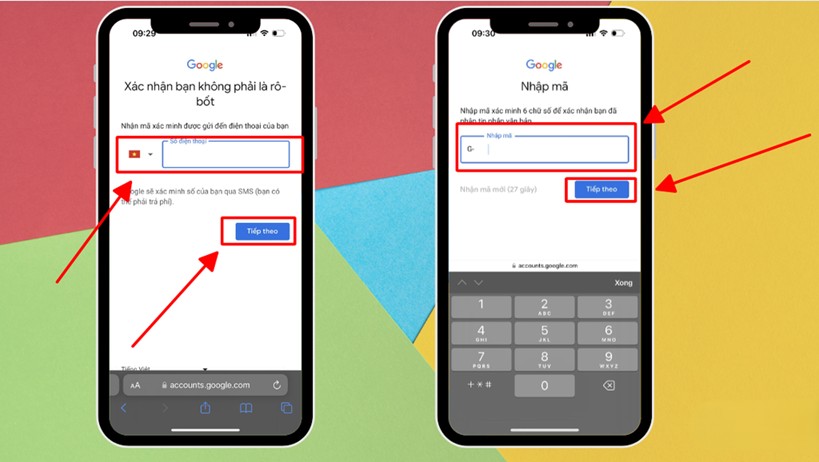 09:29
Google
Xác nhận bạn không phải là rô-
bốt
Nhận mã xác minh được gửi đến điện thoại của bạn
Số điện thoại
Google sẽ xác minh số của bạn qua SMS (bạn có
thể phải trả phí).
Tiếp theo
Tiếng Việt
AA accounts.google.com
09:30
Google
Nhập mã
Nhập mã xác minh 6 chữ số để xác nhận bạn đã
nhận tin nhắn văn bản
Nhập mã
G-
Nhận mã mới (27 giây)
Tiếp theo
accounts.google.com
Xong
1 2 3
ABC DEF
4 5 6
GHI JKL MNO
7 8 9
PQRS TUV WXYZ
+*# 0